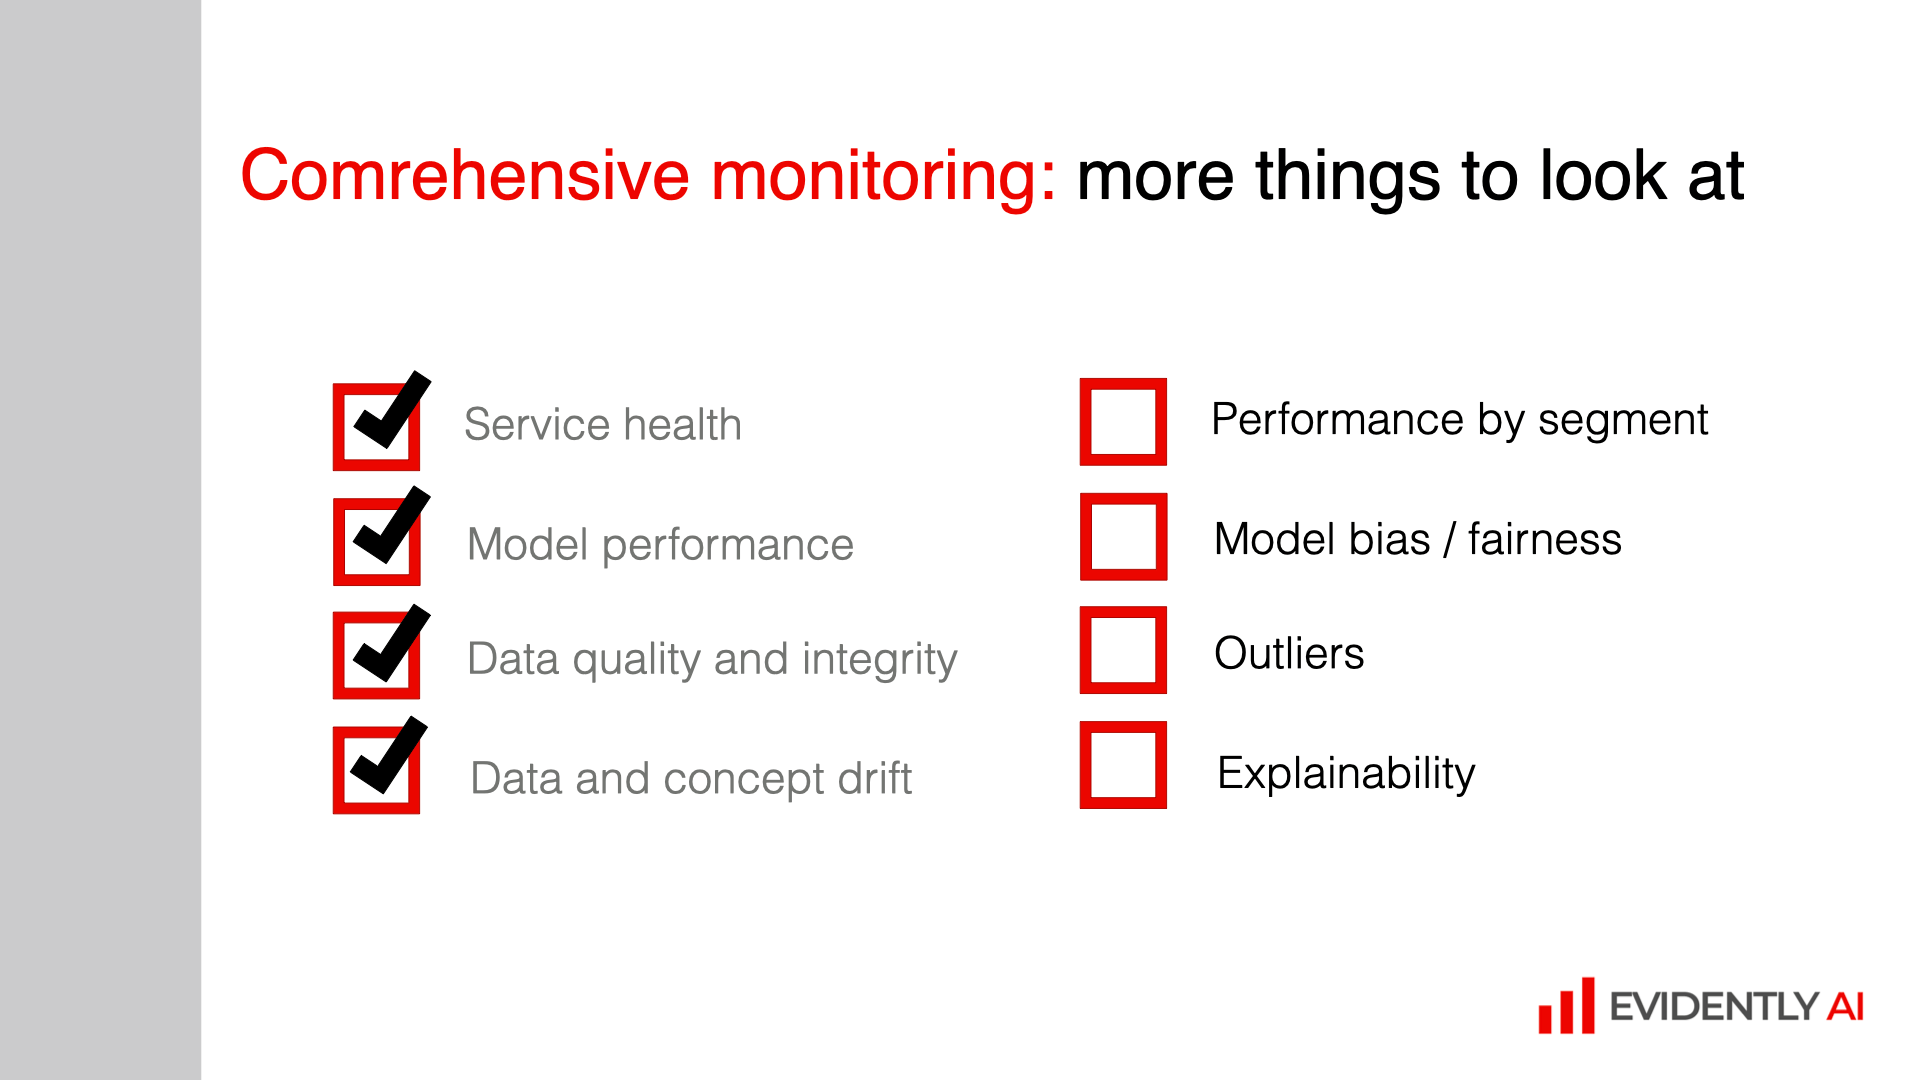 Comrehensive monitoring: more things to look at
Service health
Model performance
Data quality and integrity
Data and concept drift
Performance by segment
Model bias / fairness
Outliers
Explainability
EVIDENTLY AI